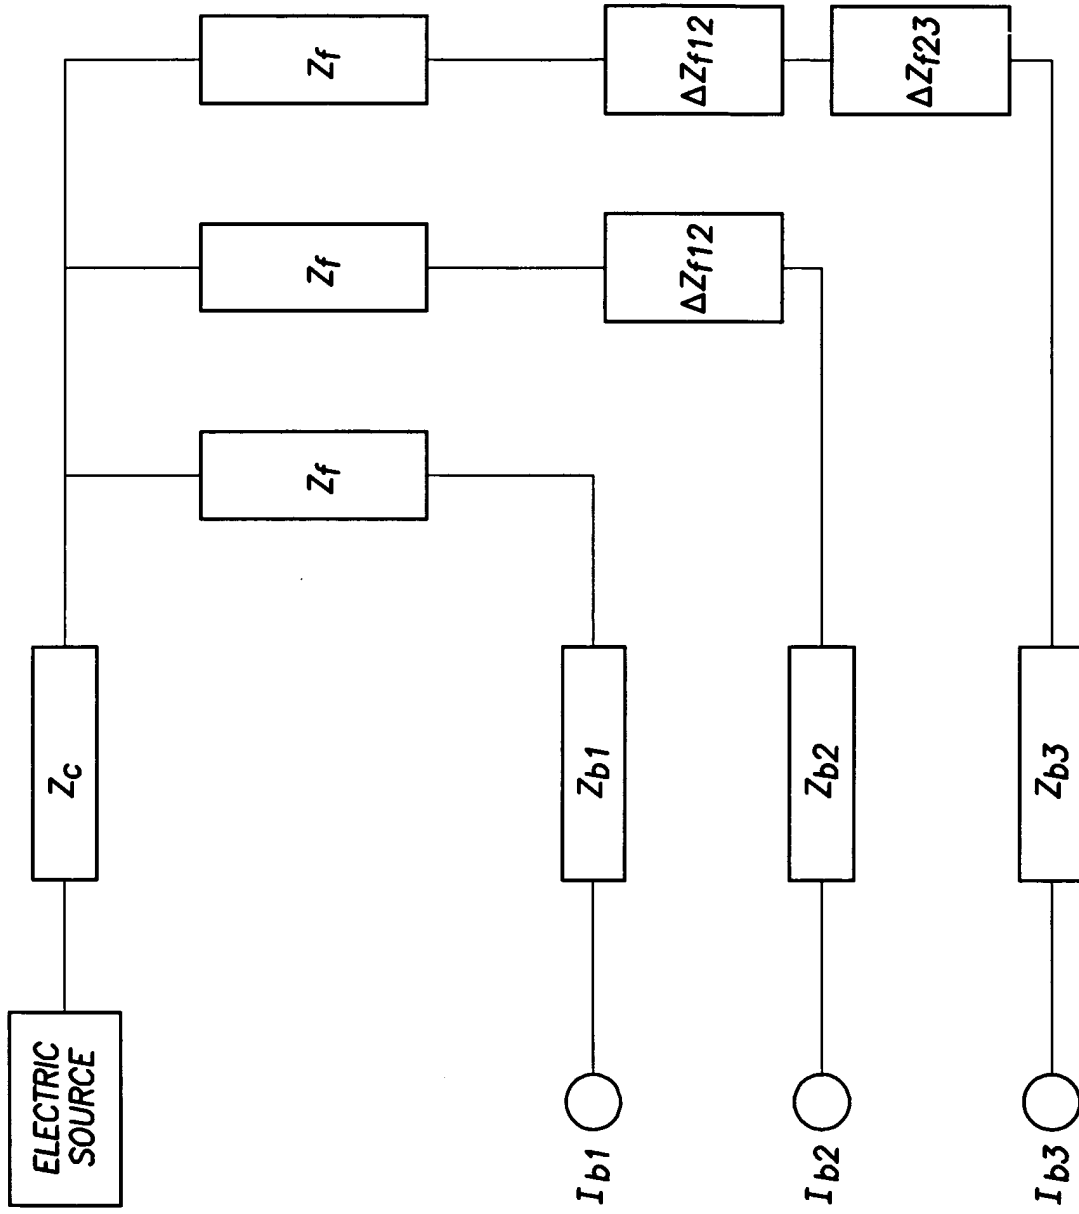 Zf
ΔZf12
ΔZf23
Zf
ΔZf12
Zf
Zc
Zb1
Zb2
Zb3
ELECTRIC
SOURCE
Ib1
Ib2
Ib3